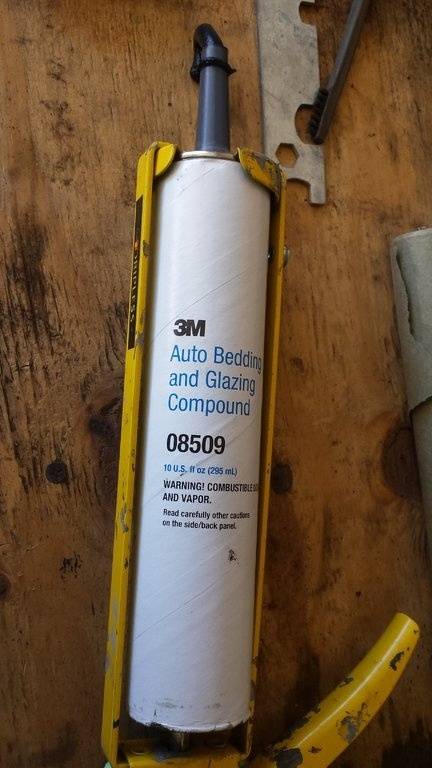 3M
Auto Bedding
and Glazing
Compound
08509
10 U.S. fl oz (295 mL)
WARNING! COMBUSTIBLE
AND VAPOR.
Read carefully other cautions
on the side/back panel.